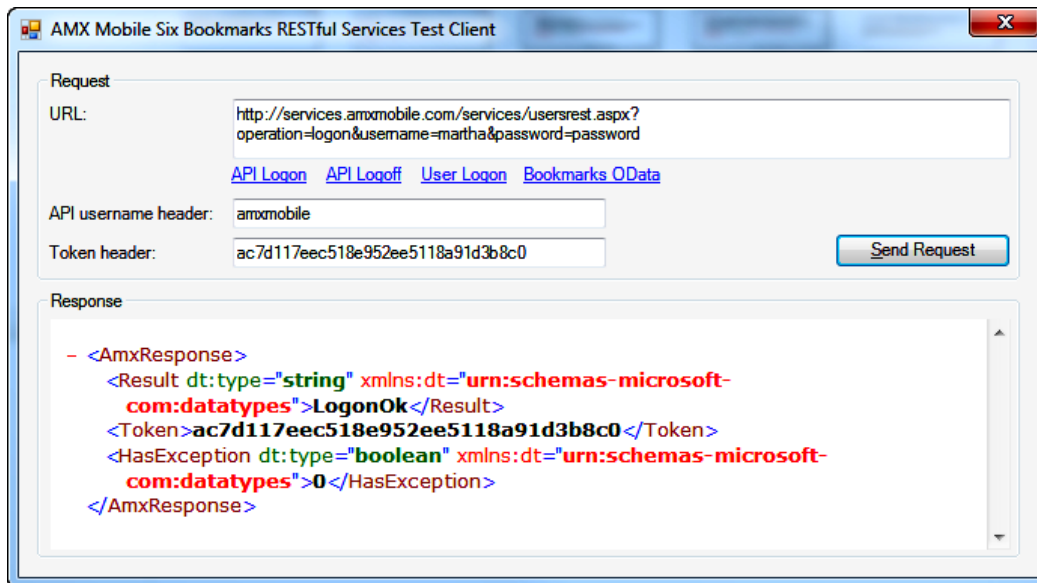 AMX Mobile Six Bookmarks RESTful Services Test Client
Request
URL:
http://services.amxmobile.com/services/usersrest.aspx?
operation=logon&username=martha&password=password
API Logon API Logoff User Logon Bookmarks OData
API username header:
amxmobile
Token header:
ac7d117eec518e952ee5118a91d3b8c0
Send Request
Response
- <AmxResponse>
<Result dt:type="string" xmlns:dt="urn:schemas-microsoft-
com:datatypes">LogonOk</Result>
<Token>ac7d117eec518e952ee5118a91d3b8c0</Token>
<HasException dt:type="boolean" xmlns:dt="urn:schemas-microsoft-
com:datatypes">0</HasException>
</AmxResponse>